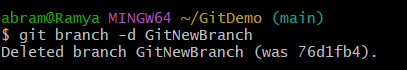 abram@Ramya MINGW64 ~/GitDemo (main)
$ git branch -d GitNewBranch
Deleted branch GitNewBranch (was 76d1fb4).